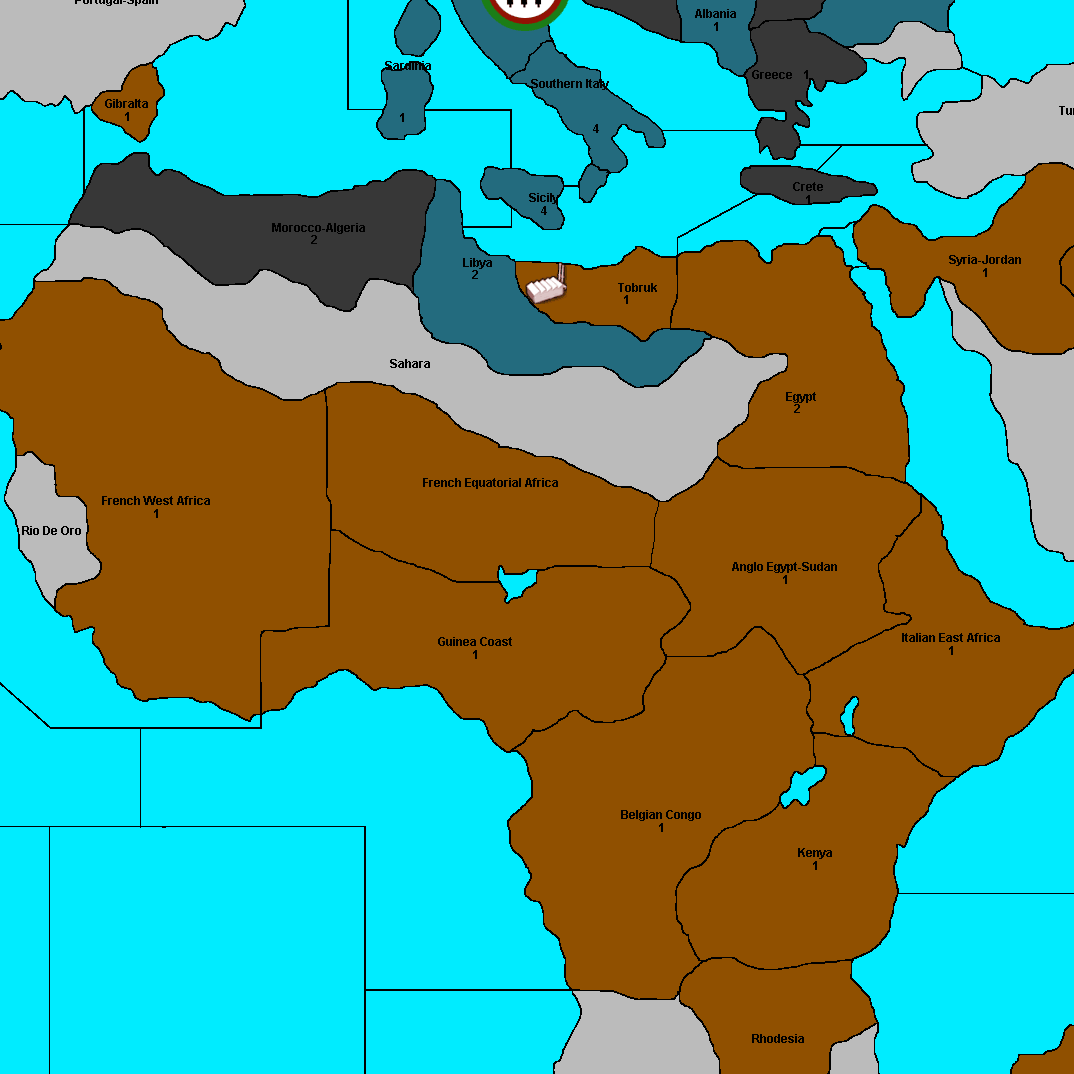 Portugal-Spain
Albania
1
Sardinia
1
Greece 1
Southern Italy
4
Gibralta
1
Crete
1
Sicily
4
Morocco-Algeria
2
Libya
2
Tobruk
1
Syria-Jordan
1
Sahara
Egypt
2
French Equatorial Africa
French West Africa
1
Rio De Oro
Anglo Egypt-Sudan
1
Guinea Coast
1
Italian East Africa
1
Belgian Congo
1
Kenya
1
Rhodesia